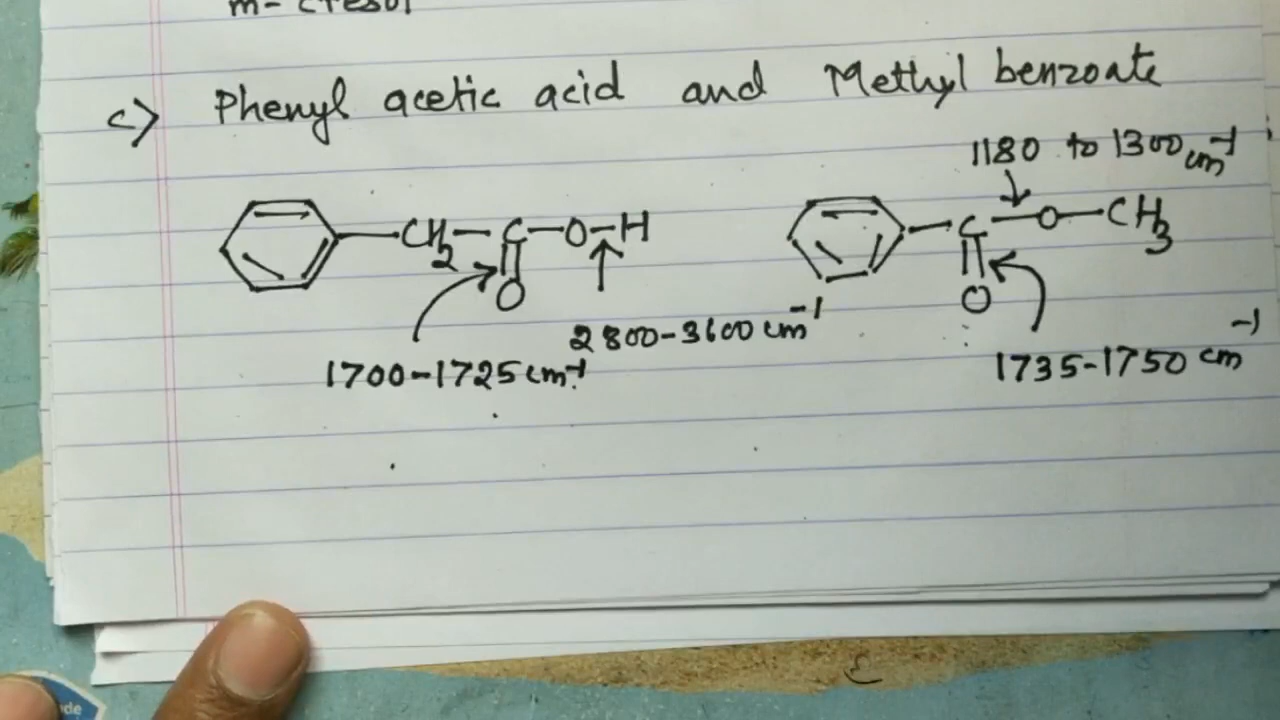 m- cresol
c) Phenyl acetic acid and Methyl benzoate
1180 to 1300 cm⁻¹
CH₂—C—O—H
C—O—CH₃
O
O
2800-3600 cm⁻¹
1700-1725 cm⁻¹
1735-1750 cm⁻¹